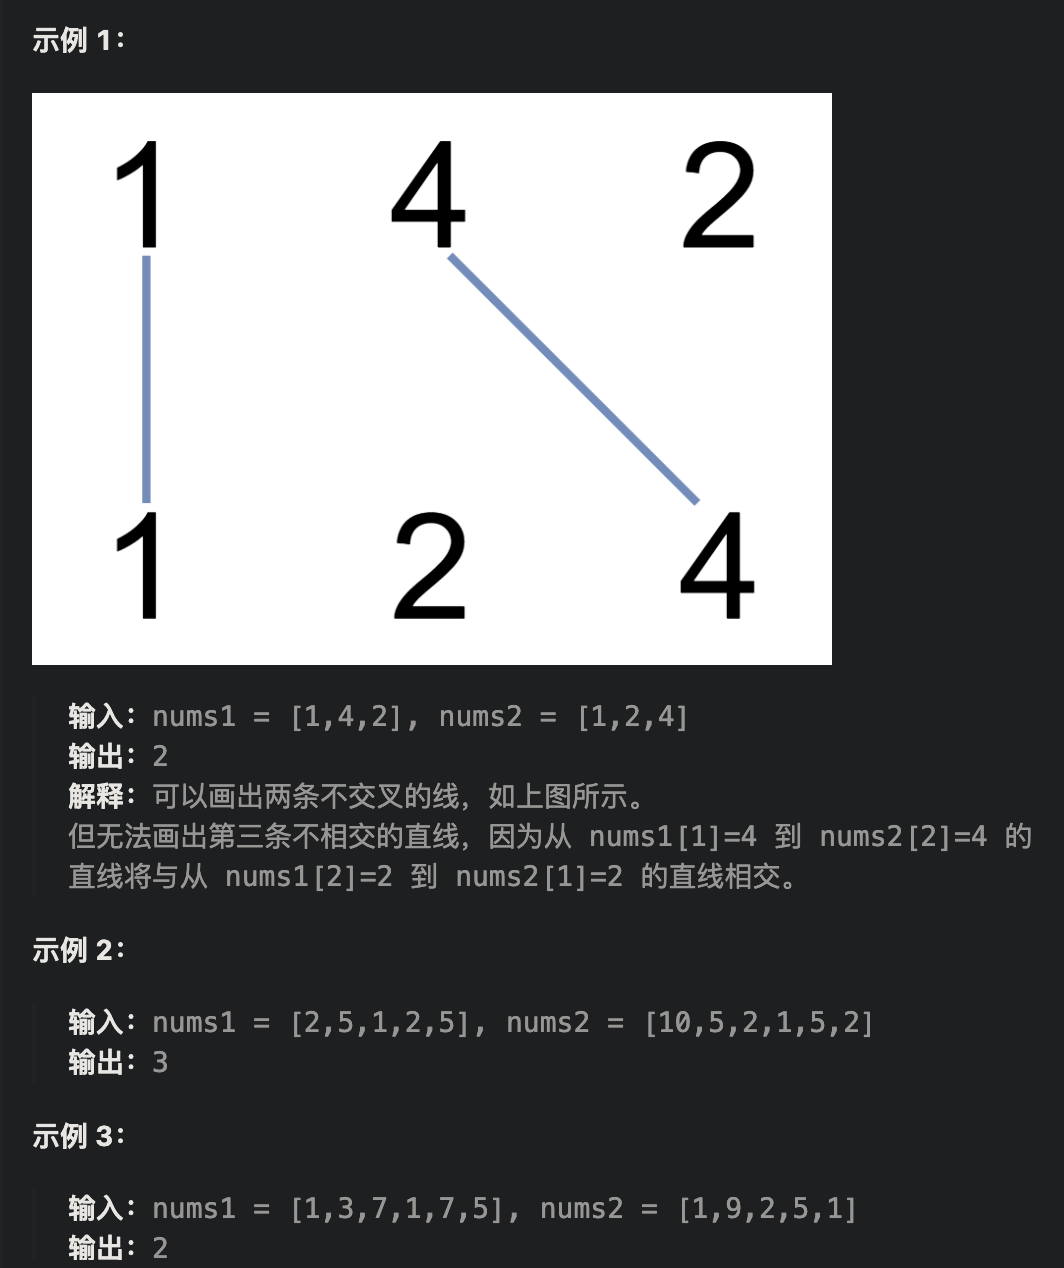 示例 1：
1 4 2
1 2 4
输入：nums1 = [1,4,2], nums2 = [1,2,4]
输出：2
解释：可以画出两条不交叉的线，如上图所示。
但无法画出第三条不相交的直线，因为从 nums1[1]=4 到 nums2[2]=4 的
直线将与从 nums1[2]=2 到 nums2[1]=2 的直线相交。
示例 2：
输入：nums1 = [2,5,1,2,5], nums2 = [10,5,2,1,5,2]
输出：3
示例 3：
输入：nums1 = [1,3,7,1,7,5], nums2 = [1,9,2,5,1]
输出：2